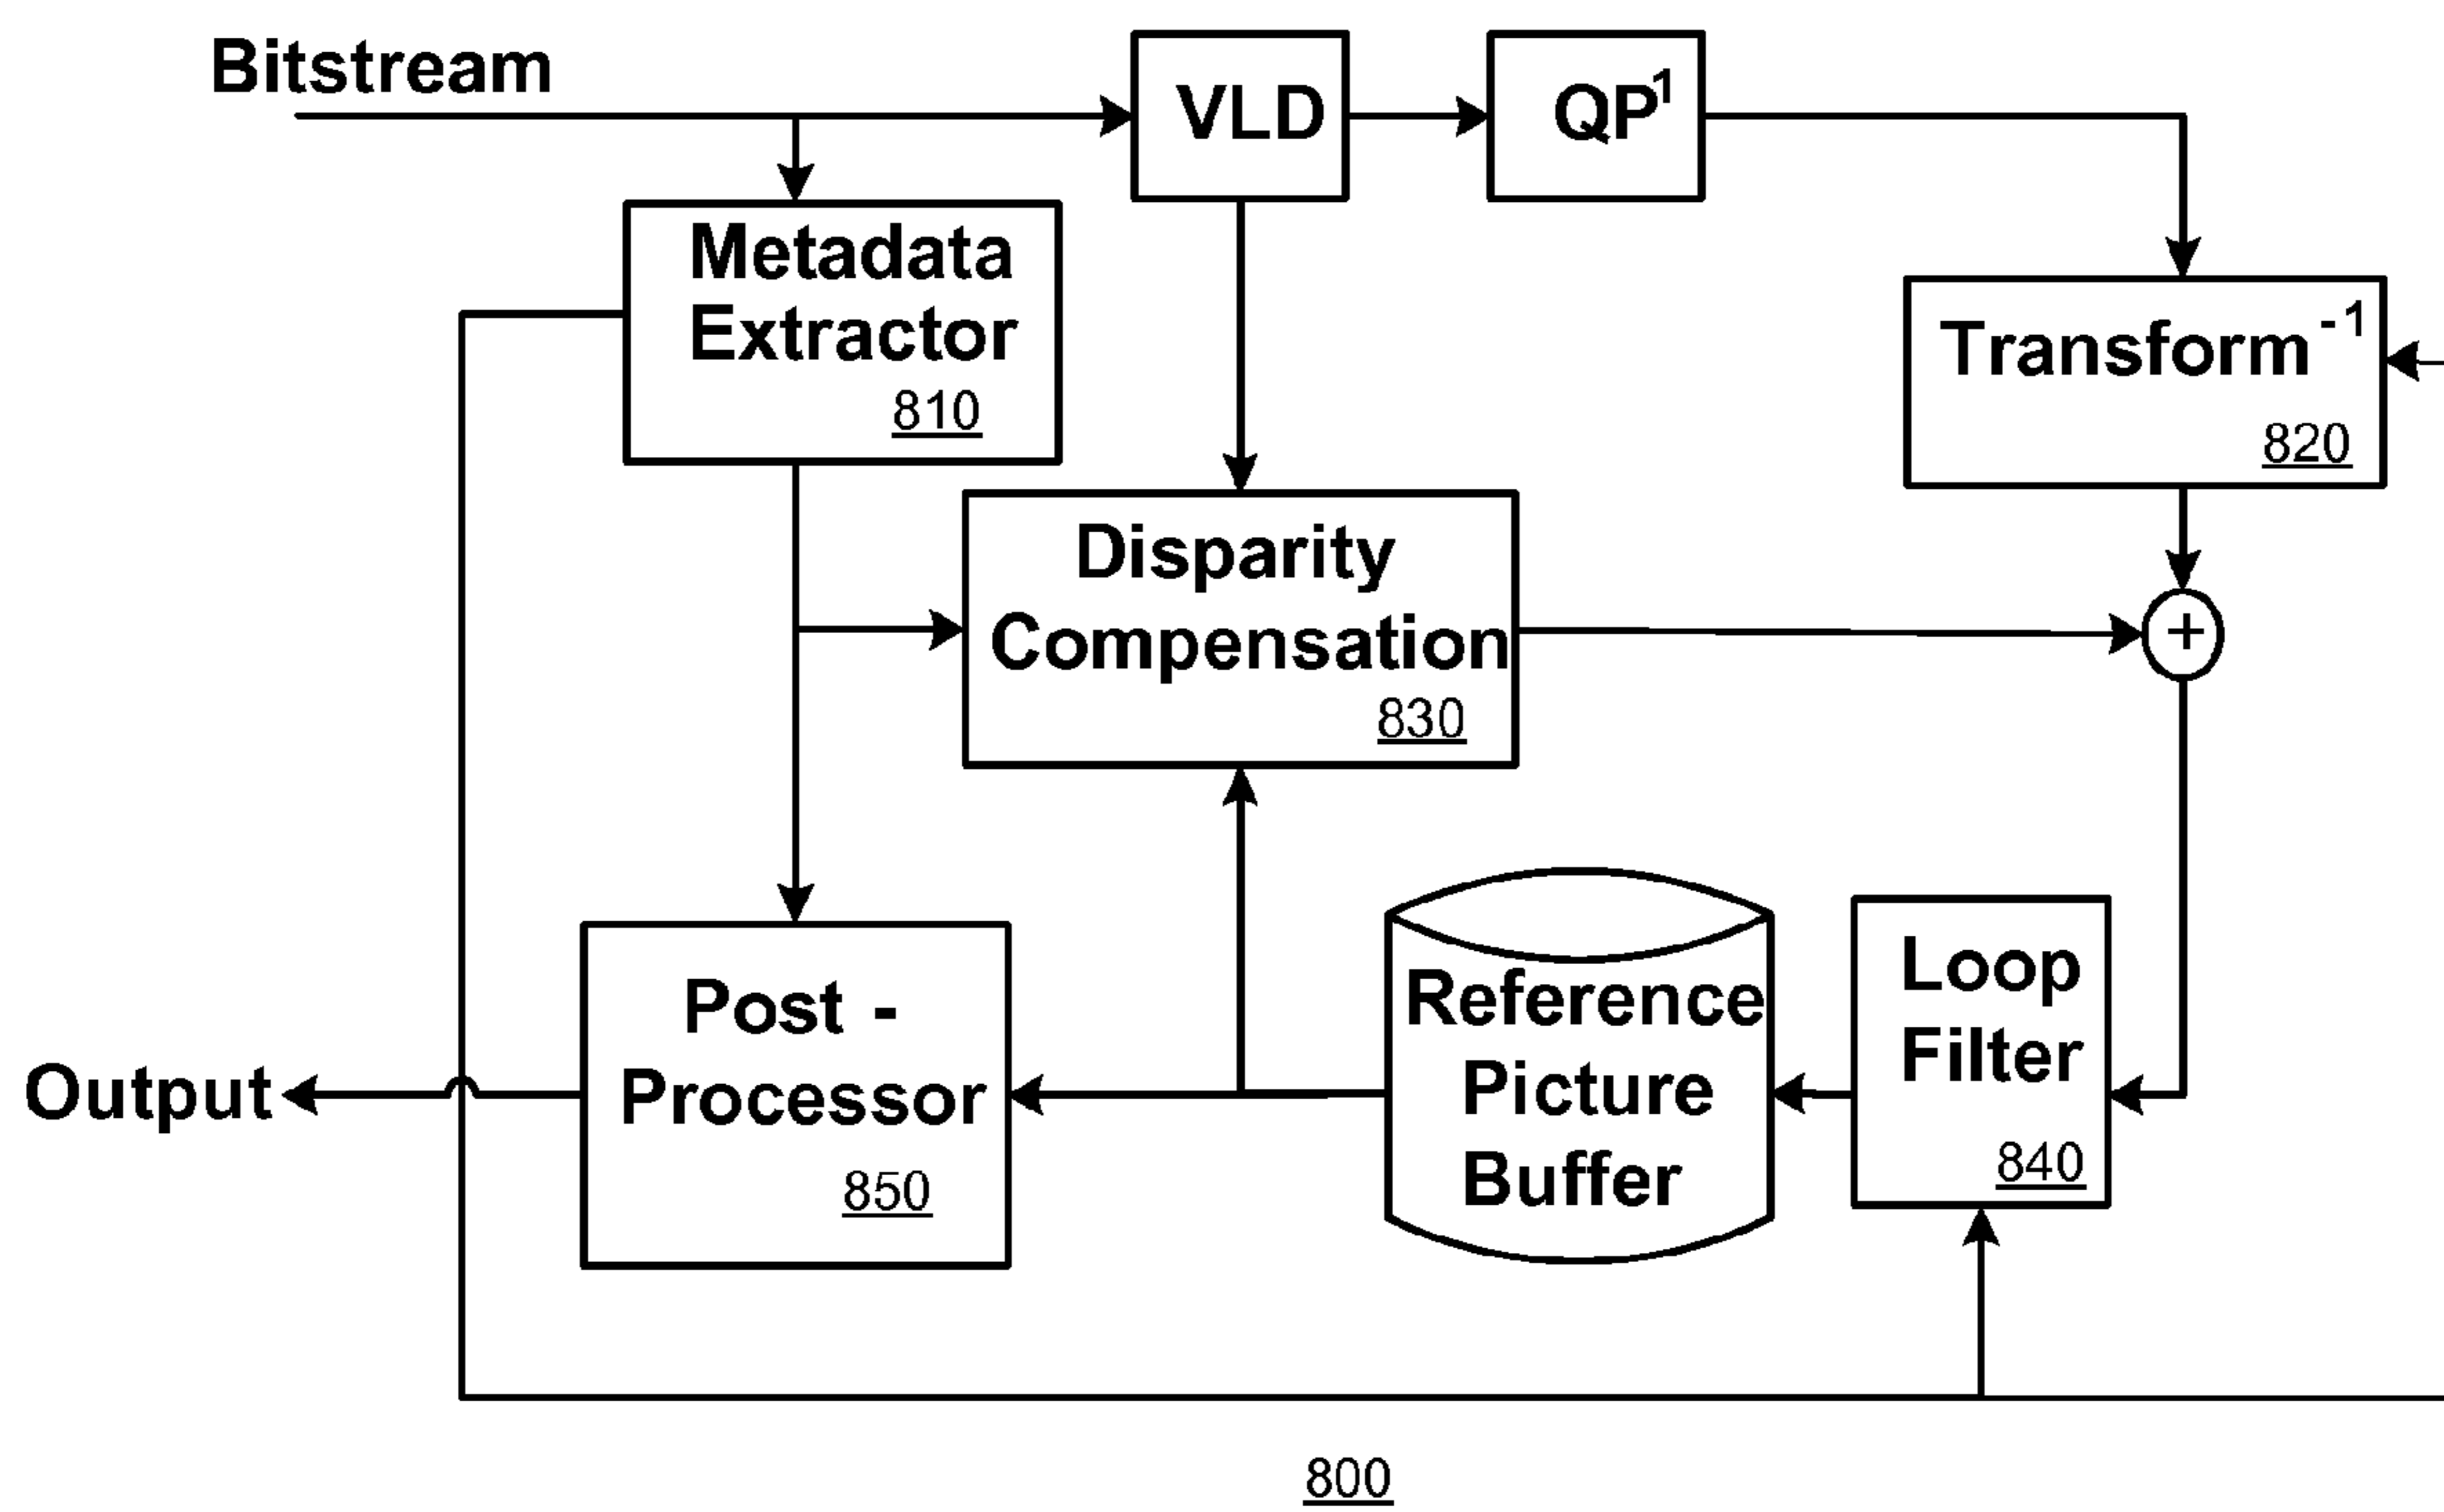 Bitstream
VLD
QP¹
Metadata
Extractor
810
Transform⁻¹
820
Disparity
Compensation
830
+
Post -
Processor
850
Reference
Picture
Buffer
Loop
Filter
840
Output
800